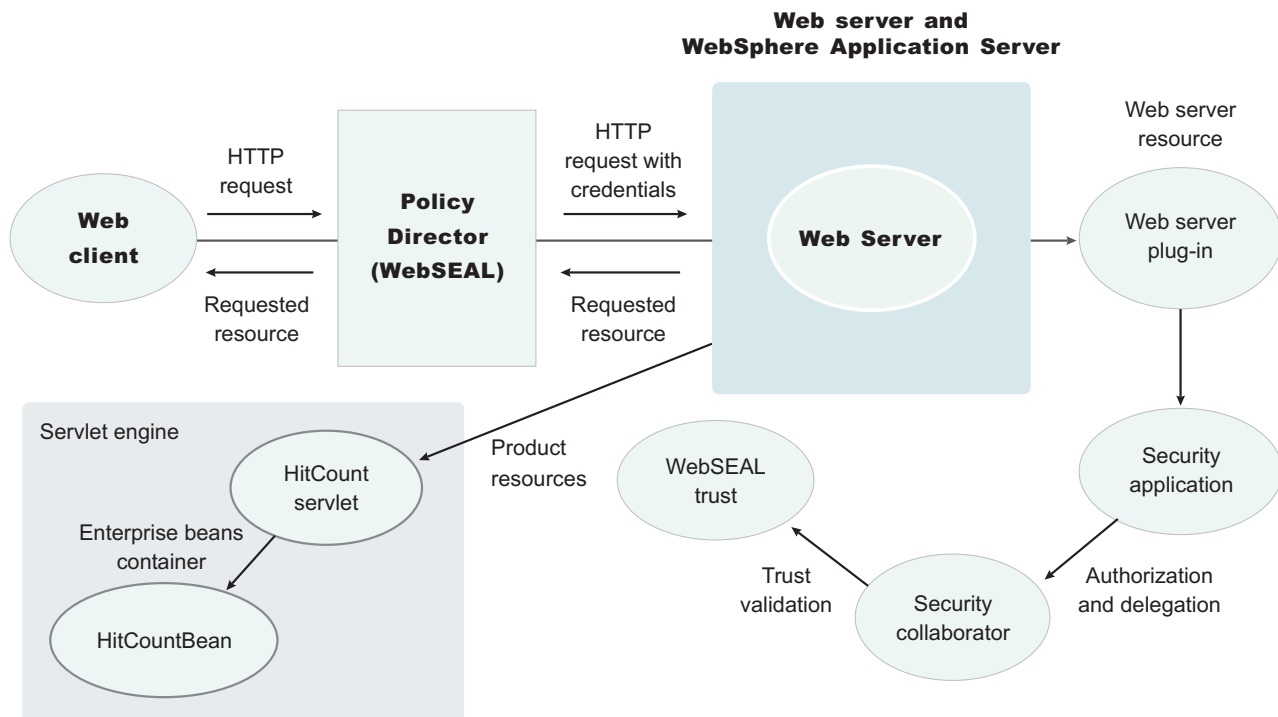 Web server and
WebSphere Application Server
Web server
resource
HTTP
request
HTTP
request with
credentials
Web
client
Policy
Director
(WebSEAL)
Web Server
Web server
plug-in
Requested
resource
Requested
resource
Servlet engine
HitCount
servlet
Product
resources
WebSEAL
trust
Security
application
Enterprise beans
container
Trust
validation
Authorization
and delegation
HitCountBean
Security
collaborator